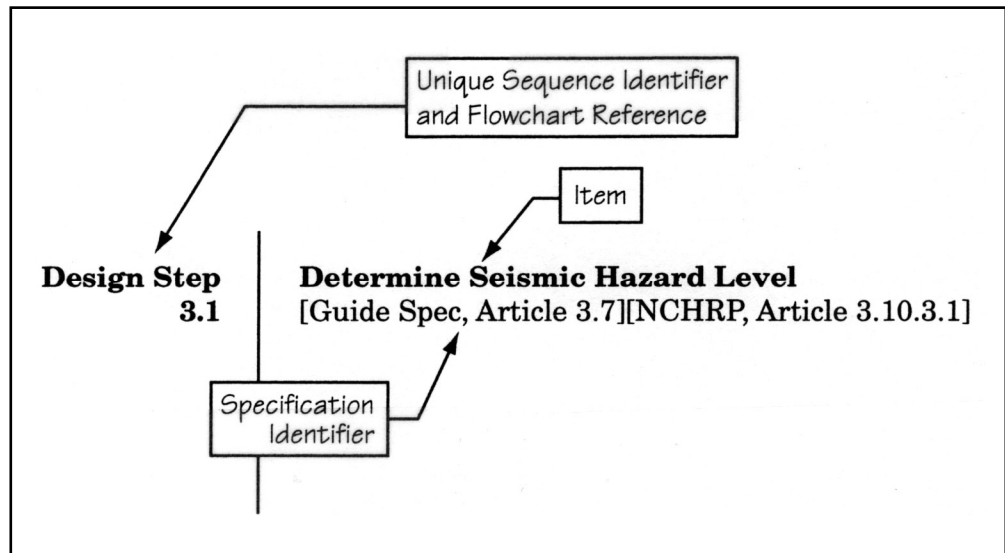 Unique Sequence Identifier
and Flowchart Reference
Item
Design Step
3.1
Determine Seismic Hazard Level
[Guide Spec, Article 3.7][NCHRP, Article 3.10.3.1]
Specification
Identifier